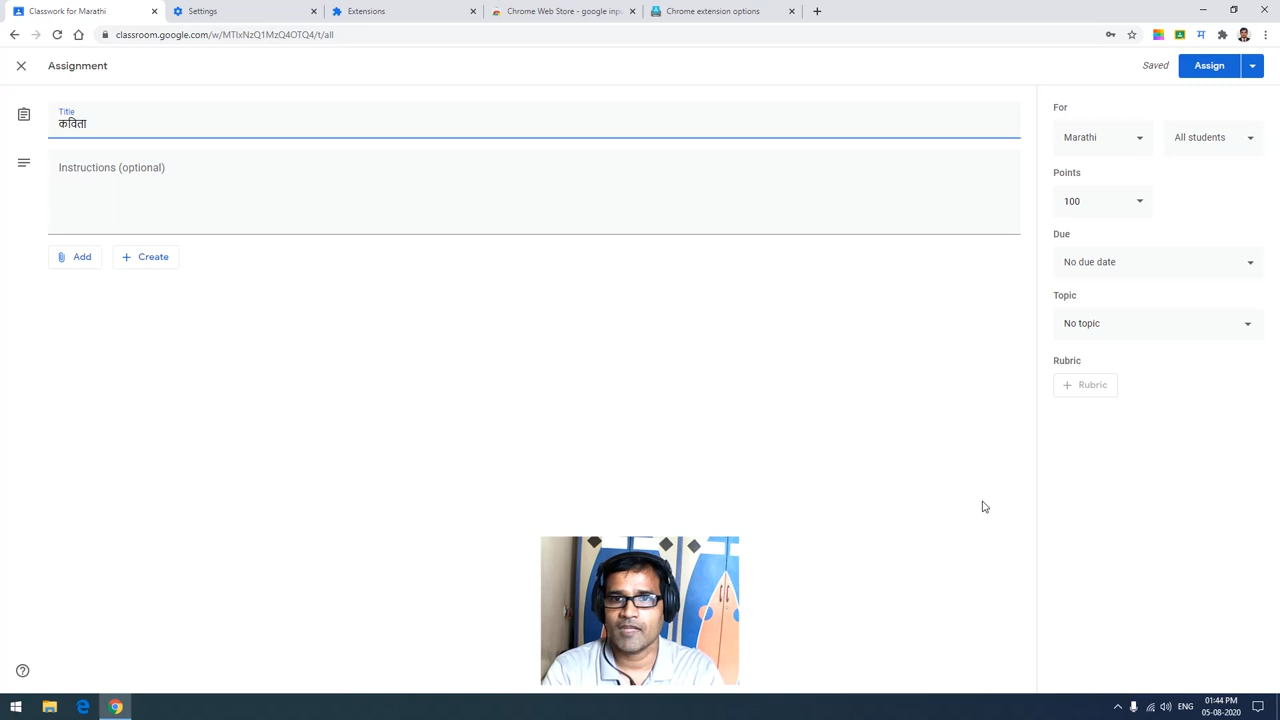 Classwork for Marathi
Settings
Extensions
Chrome Web Store - google inpu
Chrome extension options
classroom.google.com/w/MTIxNzQ1MzQ4OTQ4/t/all
Assignment
Saved
Assign
Title
कविता
Instructions (optional)
Add
Create
For
Marathi
All students
Points
100
Due
No due date
Topic
No topic
Rubric
Rubric
ENG
01:44 PM
05-08-2020